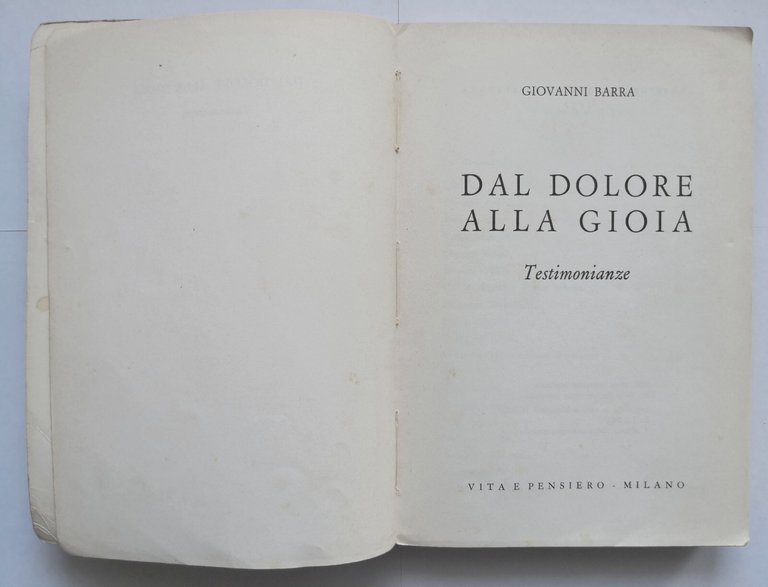 GIOVANNI BARRA
DAL DOLORE
ALLA GIOIA
Testimonianze
VITA E PENSIERO - MILANO